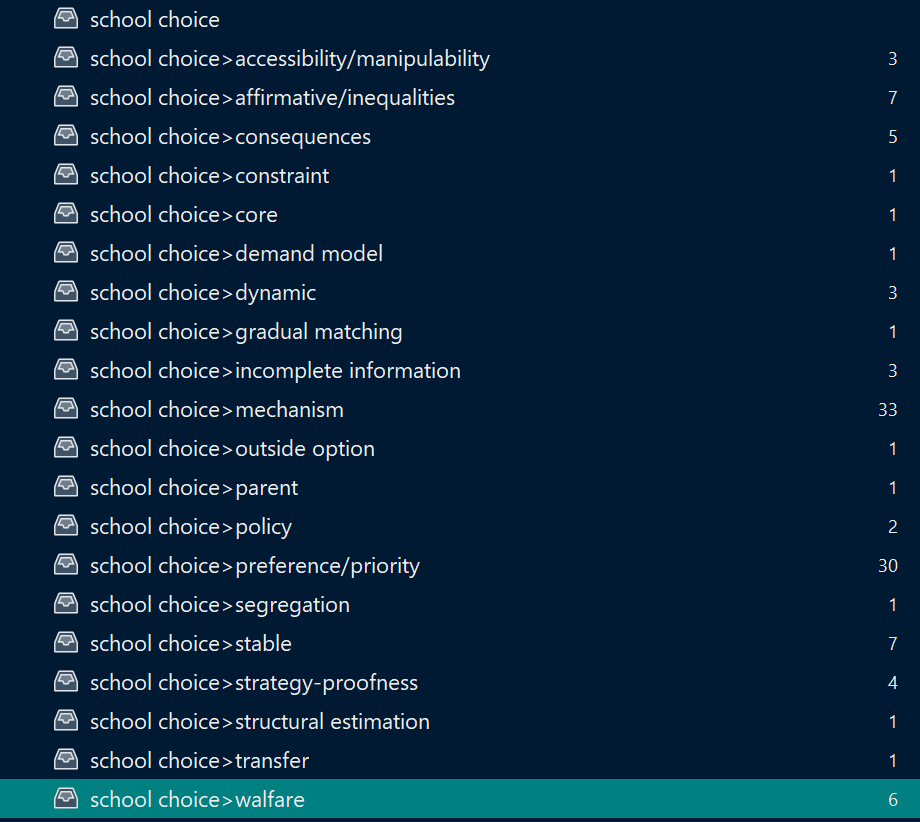 school choice
school choice>accessibility/manipulability 3
school choice>affirmative/inequalities 7
school choice>consequences 5
school choice>constraint 1
school choice>core 1
school choice>demand model 1
school choice>dynamic 3
school choice>gradual matching 1
school choice>incomplete information 3
school choice>mechanism 33
school choice>outside option 1
school choice>parent 1
school choice>policy 2
school choice>preference/priority 30
school choice>segregation 1
school choice>stable 7
school choice>strategy-proofness 4
school choice>structural estimation 1
school choice>transfer 1
school choice>walfare 6